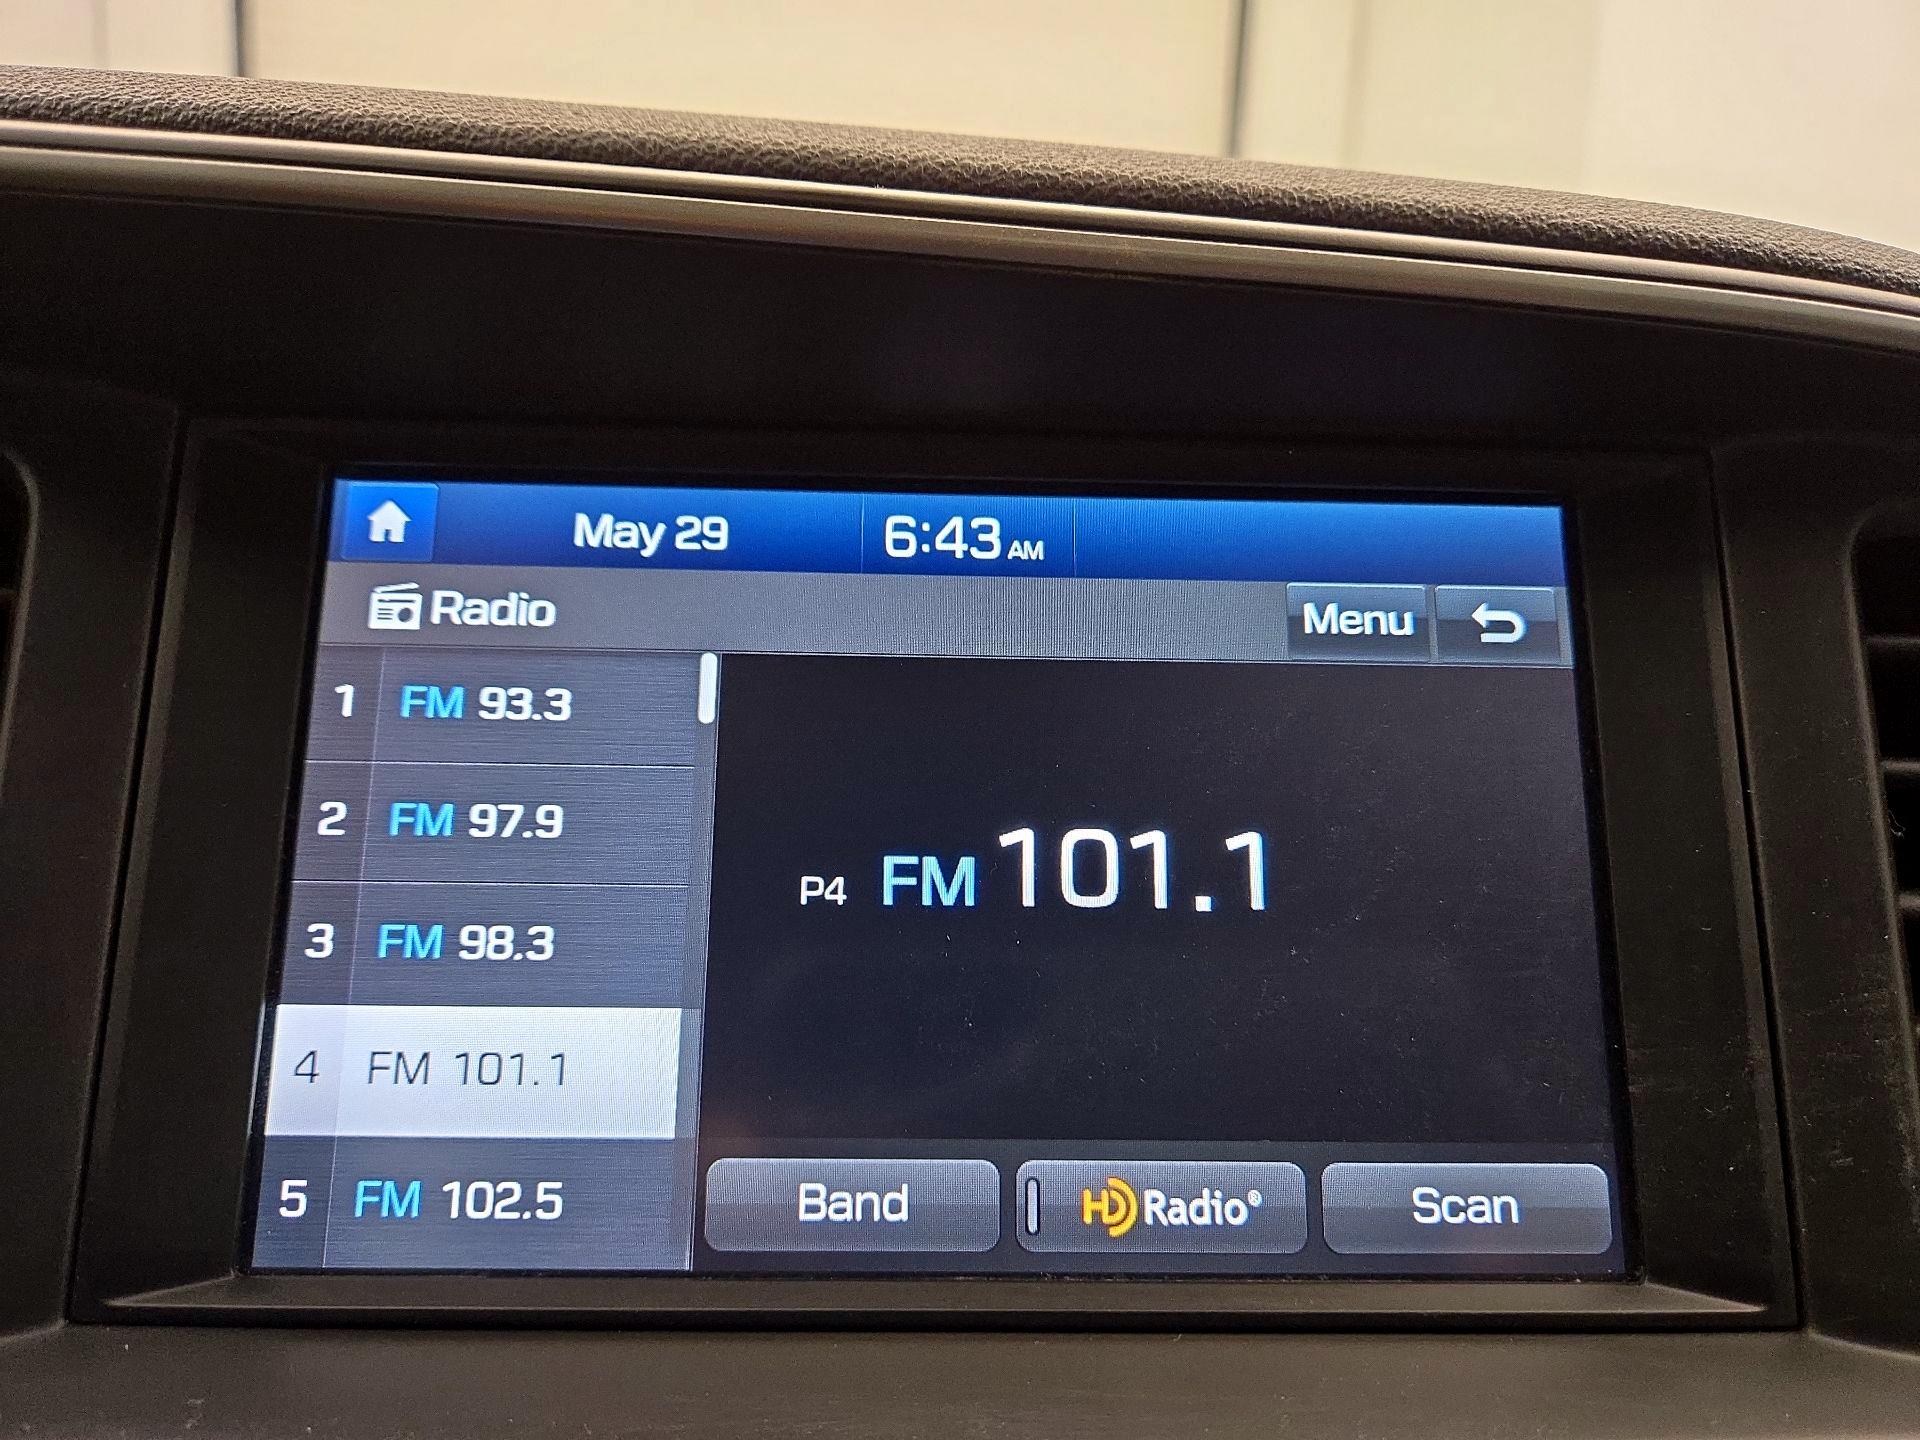 May 29 6:43 AM
Radio Menu
1 FM 93.3
2 FM 97.9
3 FM 98.3
4 FM 101.1
5 FM 102.5
P4 FM 101.1
Band HD Radio® Scan